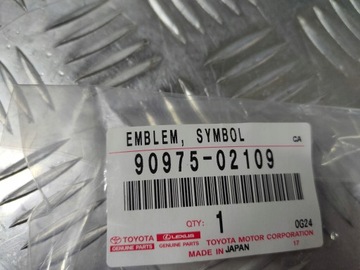 EMBLEM, SYMBOL CA
90975-02109
QTY: 1 0G24
TOYOTA LEXUS TOYOTA MOTOR CORPORATION
GENUINE PARTS GENUINE PARTS MADE IN JAPAN 17